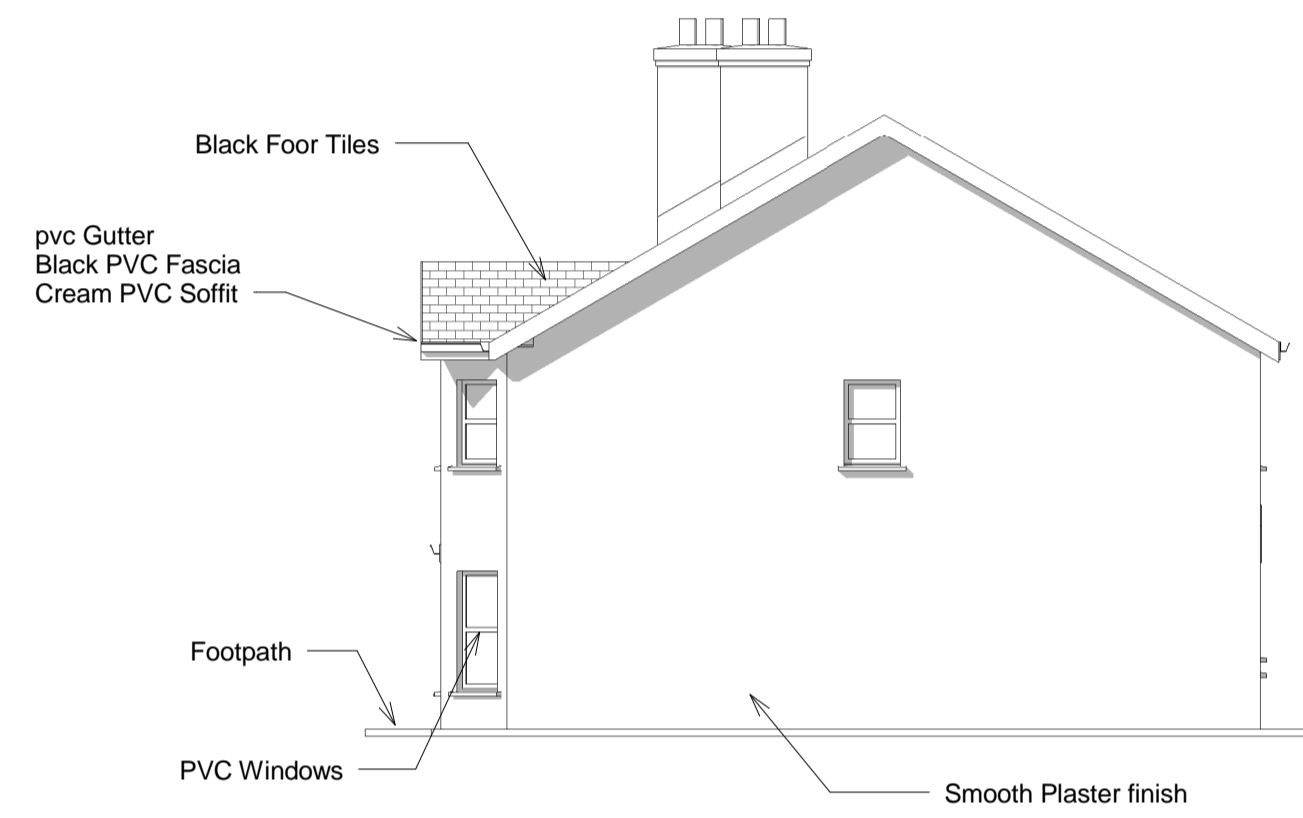 Black Foor Tiles
pvc Gutter
Black PVC Fascia
Cream PVC Soffit
Footpath
PVC Windows
Smooth Plaster finish